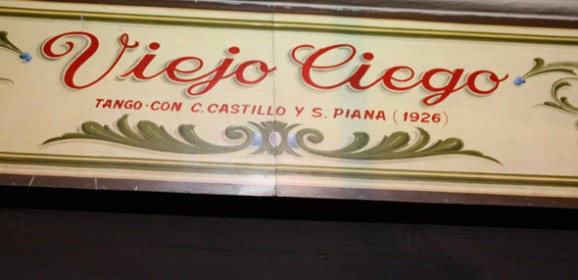 Viejo Ciego
TANGO·CON C.CASTILLO Y S. PIANA (1926)